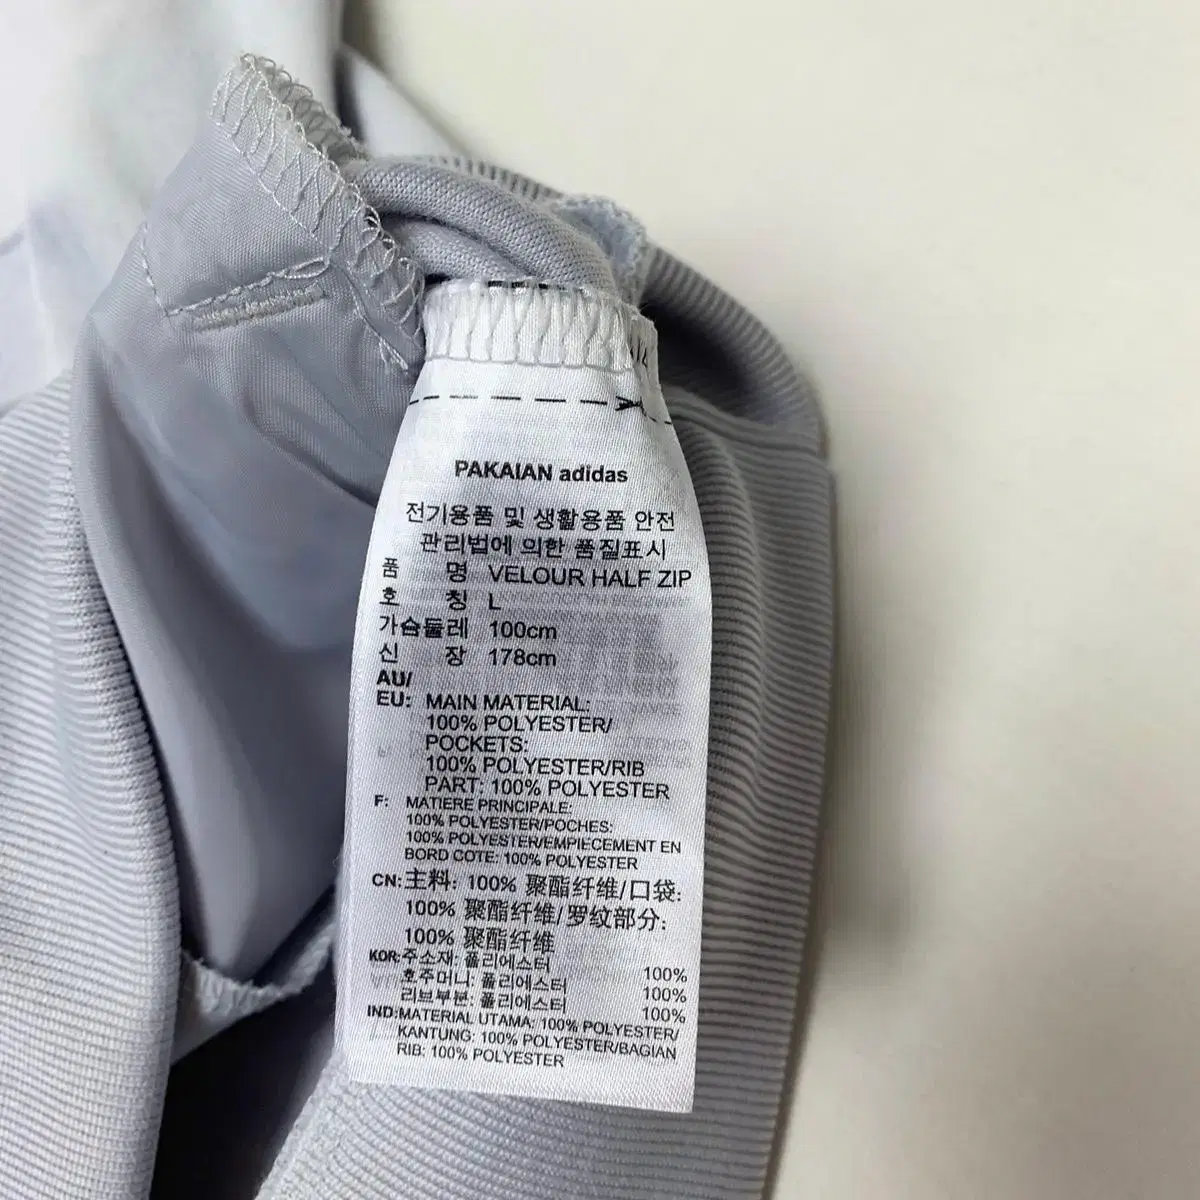 PAKAIAN adidas
전기용품 및 생활용품 안전
관리법에 의한 품질표시
품 명 VELOUR HALF ZIP
호 칭 L
가슴둘레 100cm
신 장 178cm
AU/
EU: MAIN MATERIAL:
100% POLYESTER/
POCKETS:
100% POLYESTER/RIB
PART: 100% POLYESTER
F: MATIERE PRINCIPALE:
100% POLYESTER/POCHES:
100% POLYESTER/EMPIECEMENT EN
BORD COTE: 100% POLYESTER
CN: 主料: 100% 聚酯纤维/口袋:
100% 聚酯纤维/罗纹部分:
100% 聚酯纤维
KOR: 주소재: 폴리에스터 100%
호주머니: 폴리에스터 100%
리브부분: 폴리에스터 100%
IND: MATERIAL UTAMA: 100% POLYESTER/
KANTUNG: 100% POLYESTER/BAGIAN
RIB: 100% POLYESTER